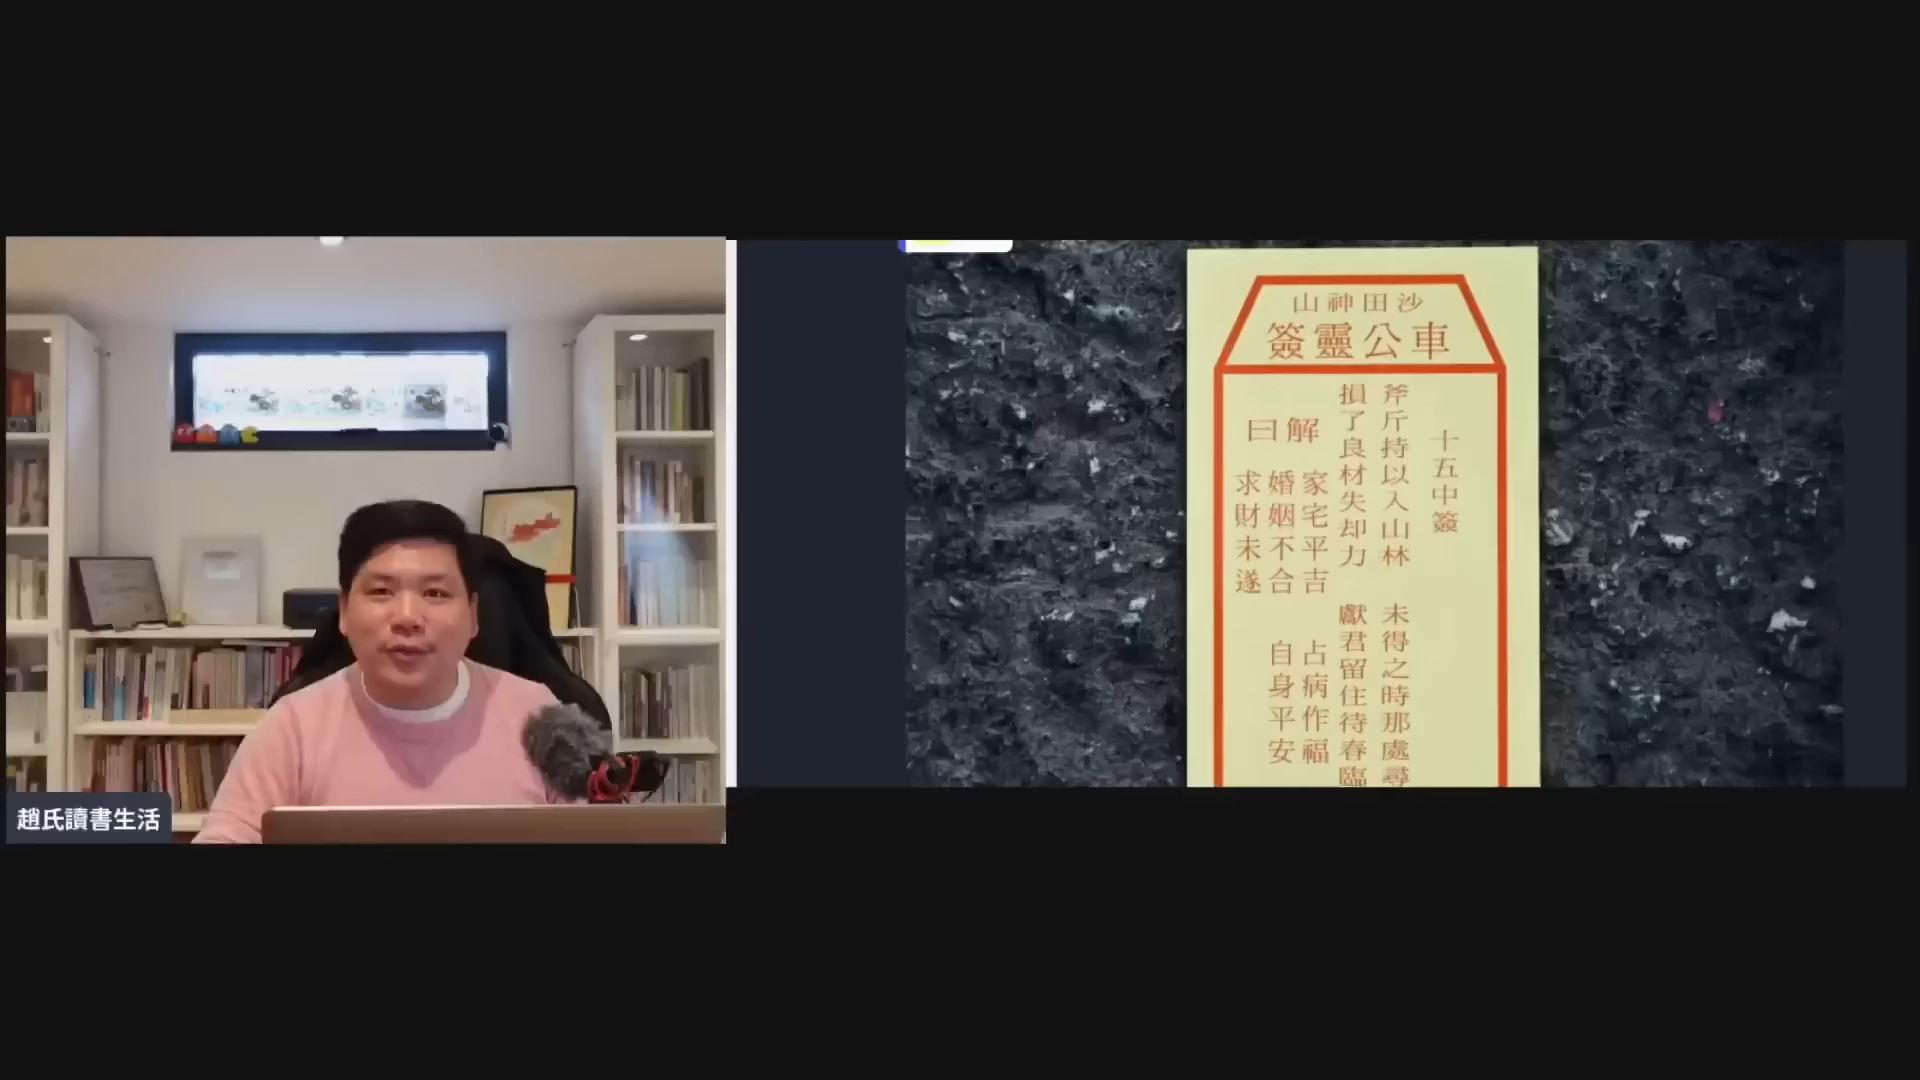 趙氏讀書生活
沙田神山
車公靈簽
十五中簽
斧斤持以入山林 未得之時那處尋
損了良材失却力 獻君留住待春臨
解曰
家宅平吉 占病作福
婚姻不合 自身平安
求財未遂